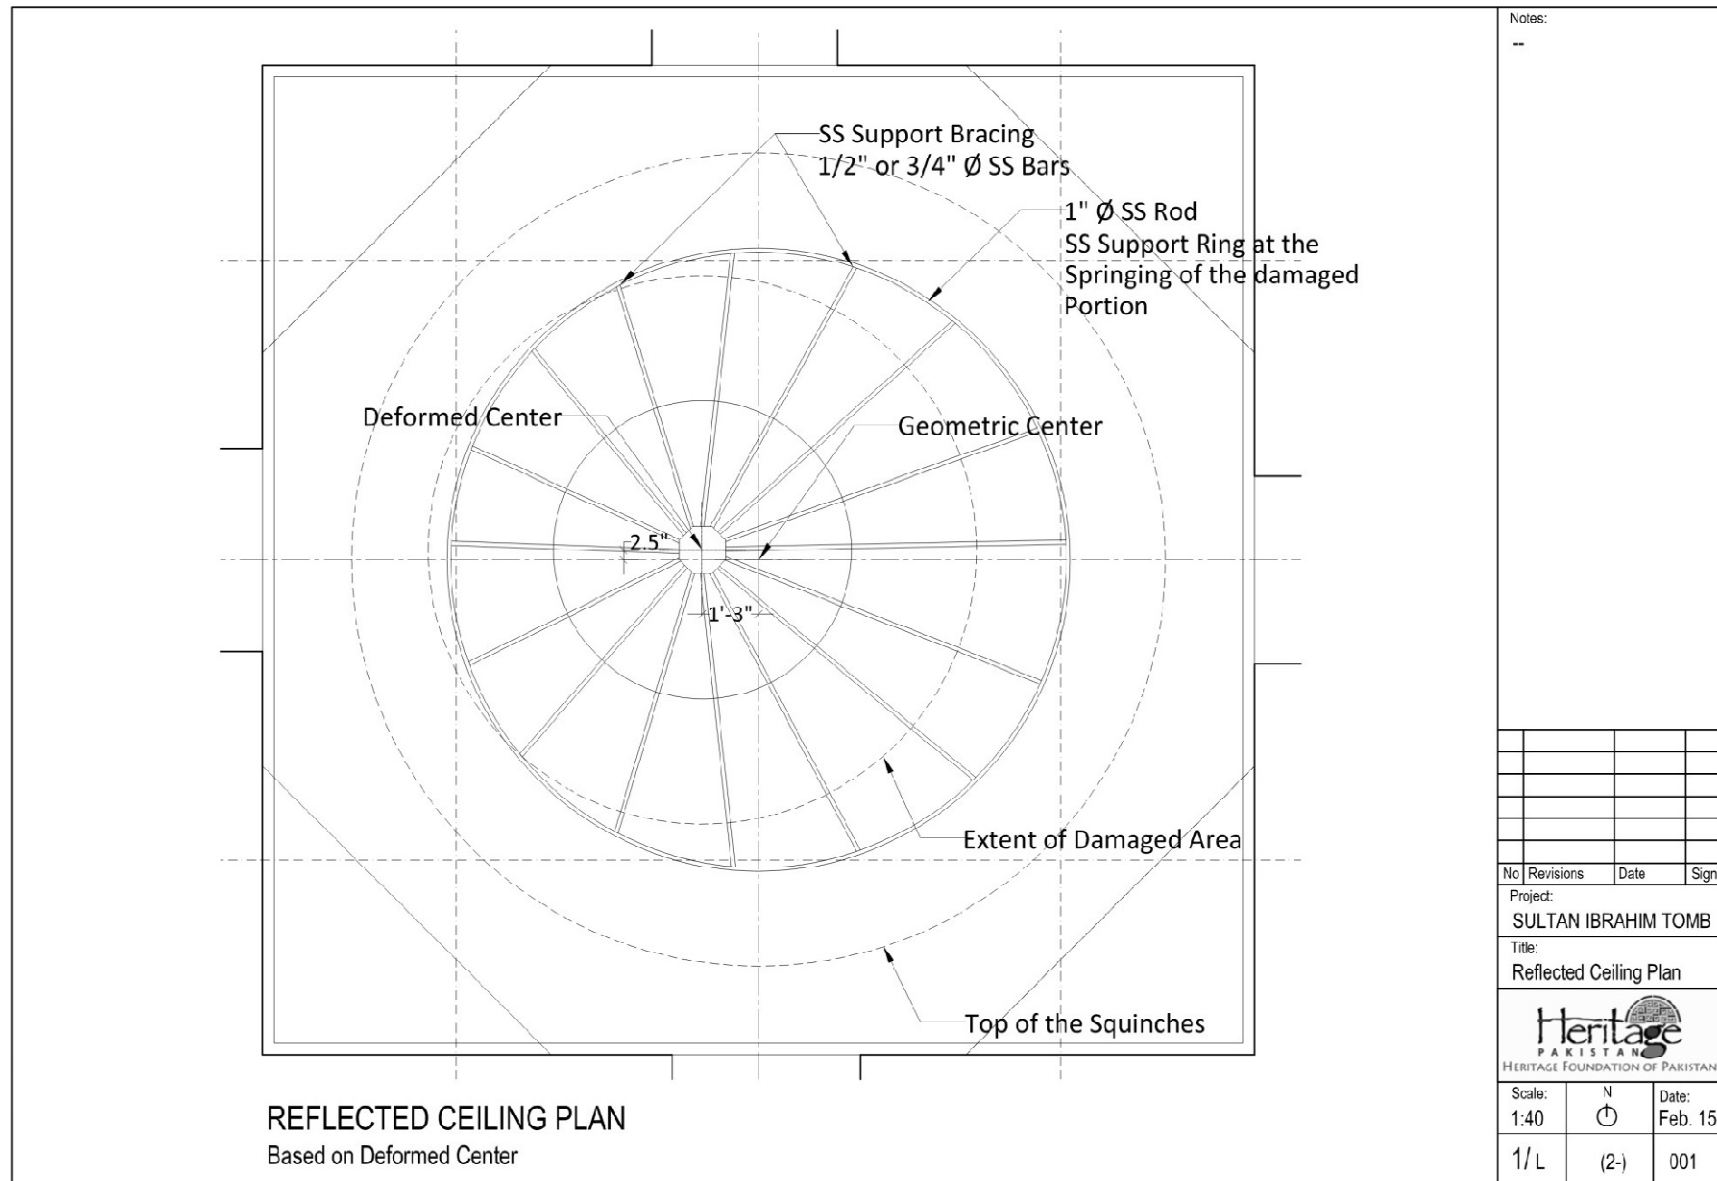 Notes:
--
SS Support Bracing
1/2" or 3/4" Ø SS Bars
1" Ø SS Rod
SS Support Ring at the
Springing of the damaged
Portion
Deformed Center
Geometric Center
2.5"
1'-3"
Extent of Damaged Area
Top of the Squinches
REFLECTED CEILING PLAN
Based on Deformed Center
No Revisions Date Sign
Project:
SULTAN IBRAHIM TOMB
Title:
Reflected Ceiling Plan
Heritage
PAKISTAN
HERITAGE FOUNDATION OF PAKISTAN
Scale:
1:40
N
Date:
Feb. 15
1/L
(2-)
001